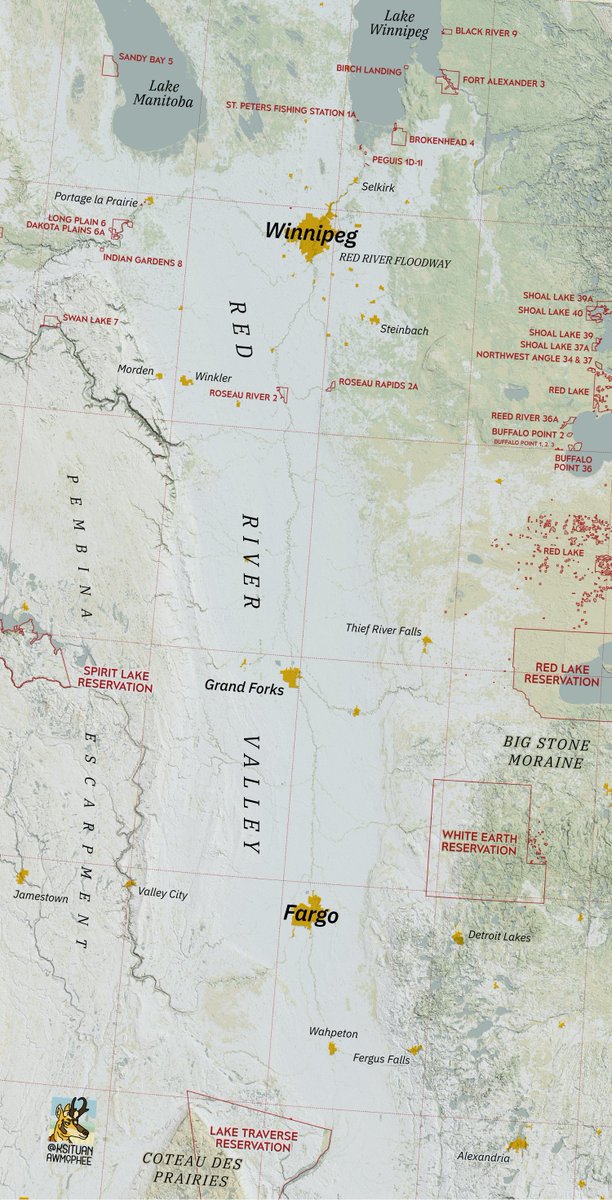 Lake
Winnipeg
BLACK RIVER 9
SANDY BAY 5
BIRCH LANDING
FORT ALEXANDER 3
Lake
Manitoba
ST. PETERS FISHING STATION 1A
BROKENHEAD 4
PEGUIS 1D-1I
Selkirk
Portage la Prairie
LONG PLAIN 6
DAKOTA PLAINS 6A
Winnipeg
INDIAN GARDENS 8
RED RIVER FLOODWAY
SHOAL LAKE 39A
SHOAL LAKE 40
SWAN LAKE 7
Steinbach
SHOAL LAKE 39
SHOAL LAKE 37A
NORTHWEST ANGLE 34 & 37
RED
Morden
Winkler
ROSEAU RIVER 2
ROSEAU RAPIDS 2A
RED LAKE
REED RIVER 36A
BUFFALO POINT 2
BUFFALO POINT 1, 2, 3
BUFFALO
POINT 36
PEMBINA
RIVER
RED LAKE
Thief River Falls
SPIRIT LAKE
RESERVATION
Grand Forks
RED LAKE
RESERVATION
ESCARPMENT
VALLEY
BIG STONE
MORAINE
WHITE EARTH
RESERVATION
Jamestown
Valley City
Fargo
Detroit Lakes
Wahpeton
Fergus Falls
LAKE TRAVERSE
RESERVATION
@KSITUAN
AWMCPHEE
COTEAU DES
PRAIRIES
Alexandria